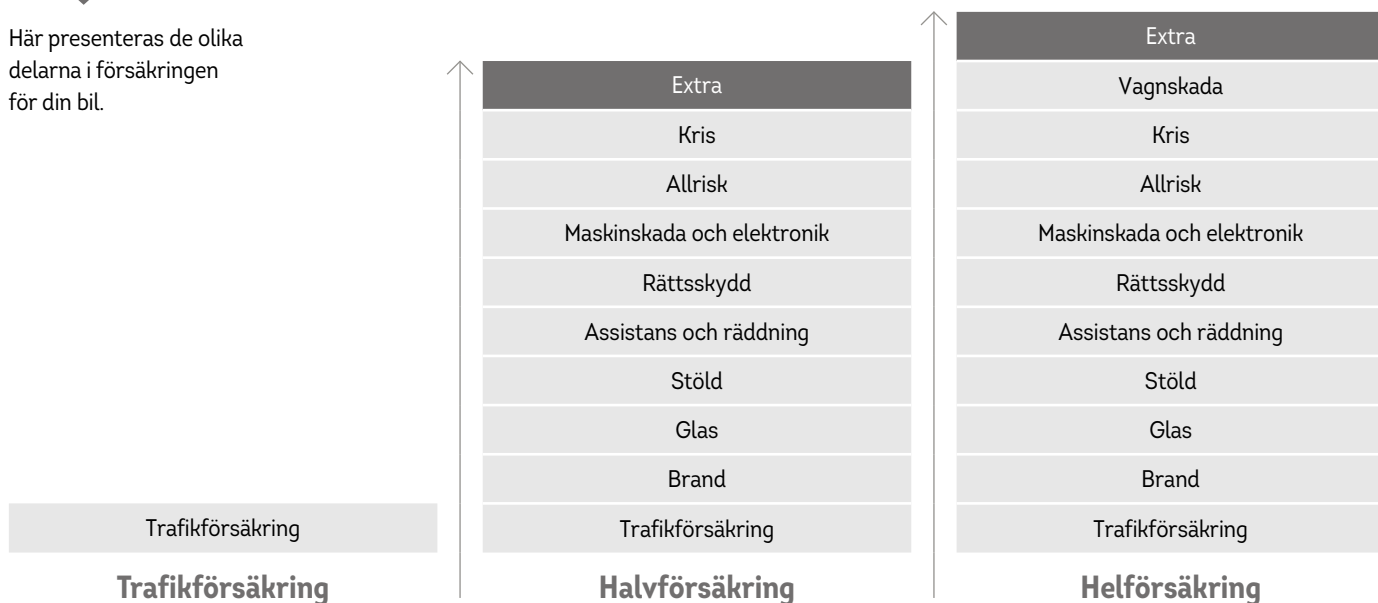 Här presenteras de olika
delarna i försäkringen
för din bil.
Trafikförsäkring
Trafikförsäkring
Extra
Kris
Allrisk
Maskinskada och elektronik
Rättsskydd
Assistans och räddning
Stöld
Glas
Brand
Trafikförsäkring
Halvförsäkring
Extra
Vagnskada
Kris
Allrisk
Maskinskada och elektronik
Rättsskydd
Assistans och räddning
Stöld
Glas
Brand
Trafikförsäkring
Helförsäkring